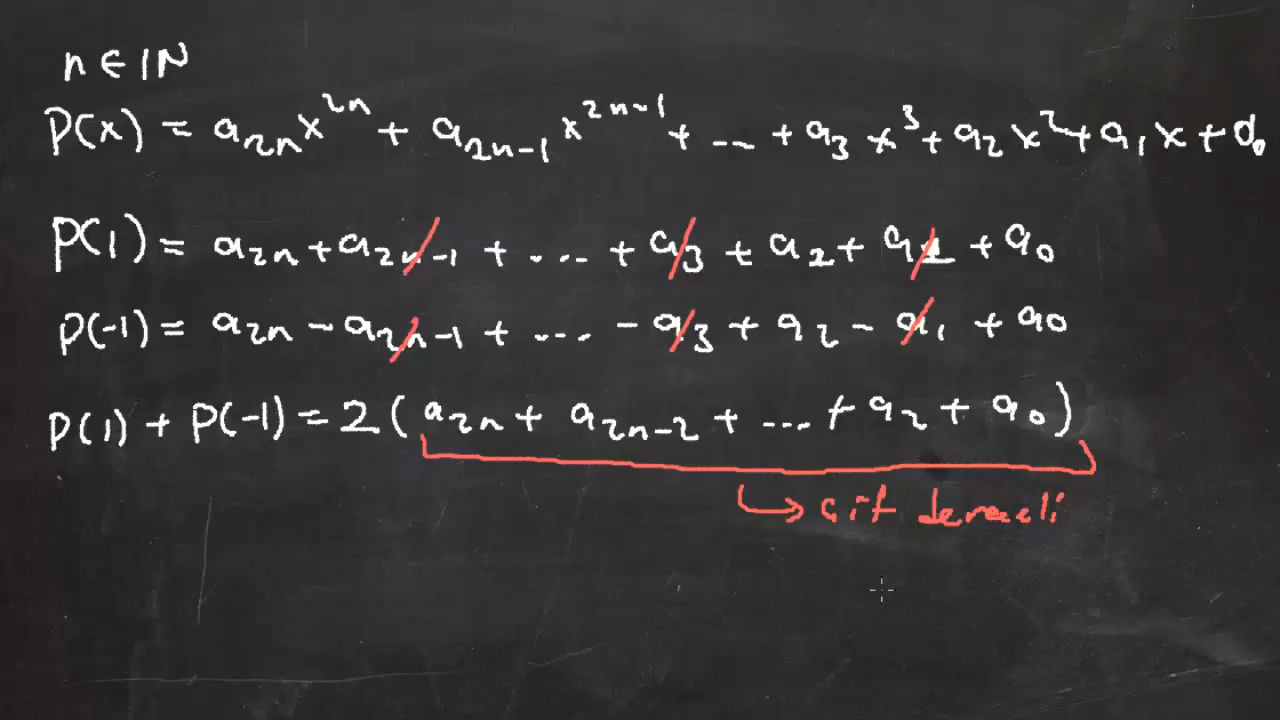 n ∈ IN
P(x) = a₂ₙx²ⁿ + a₂ₙ₋₁x²ⁿ⁻¹ + ... + a₃x³ + a₂x² + a₁x + a₀
P(1) = a₂ₙ + a₂ₙ₋₁ + .... + a₃ + a₂ + a₁ + a₀
P(-1) = a₂ₙ - a₂ₙ₋₁ + .... - a₃ + a₂ - a₁ + a₀
P(1) + P(-1) = 2(a₂ₙ + a₂ₙ₋₂ + .... + a₂ + a₀)
↳ çift dereceli